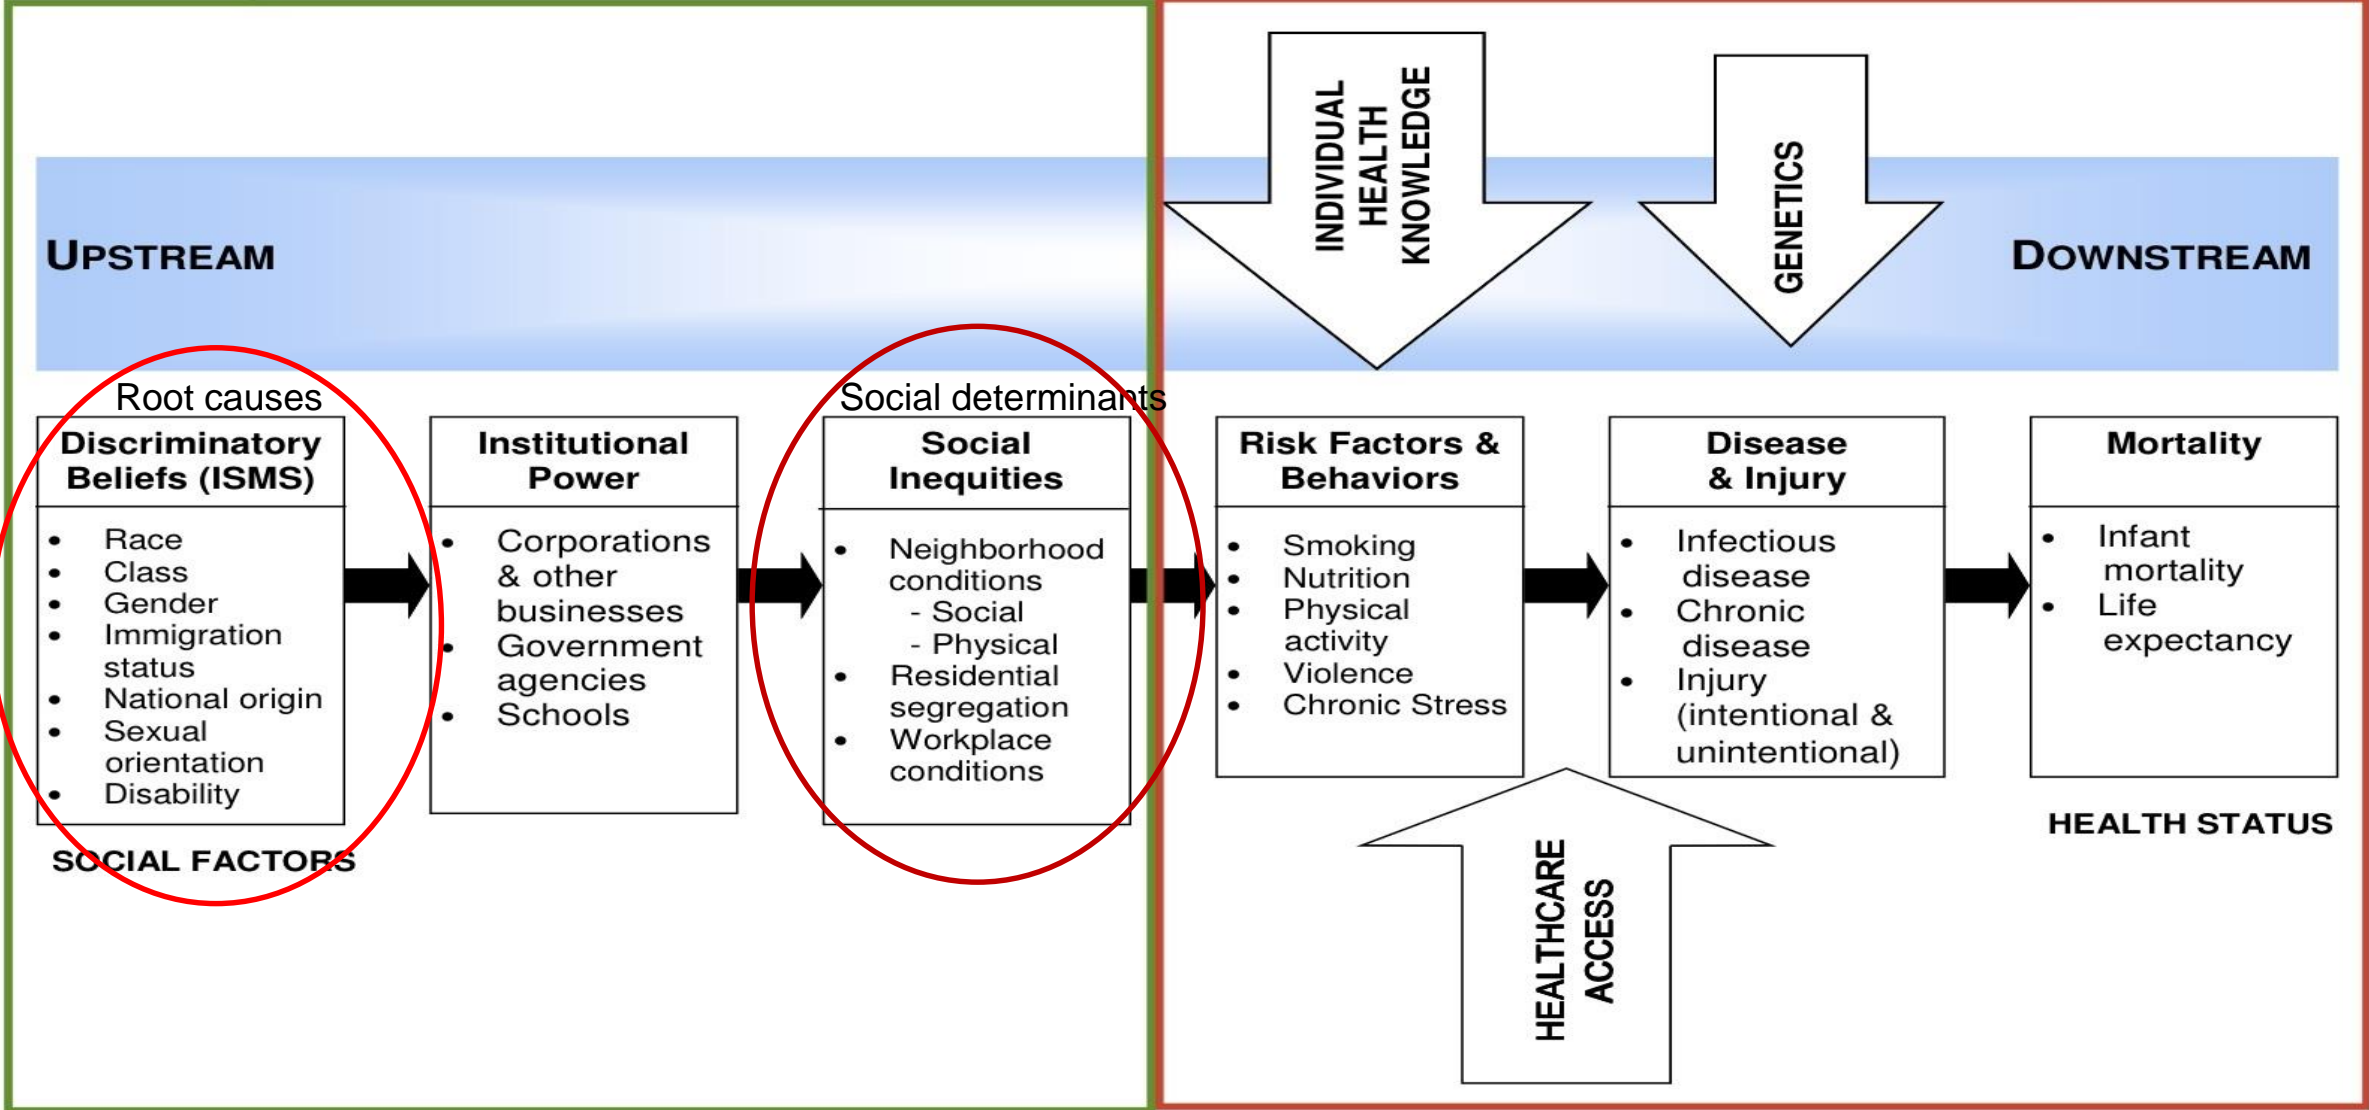 INDIVIDUAL
HEALTH
KNOWLEDGE
GENETICS
UPSTREAM
DOWNSTREAM
Root causes
Discriminatory
Beliefs (ISMS)
• Race
• Class
• Gender
• Immigration
status
• National origin
• Sexual
orientation
• Disability
SOCIAL FACTORS
Institutional
Power
• Corporations
& other
businesses
• Government
agencies
• Schools
Social determinants
Social
Inequities
• Neighborhood
conditions
- Social
- Physical
• Residential
segregation
• Workplace
conditions
Risk Factors &
Behaviors
• Smoking
• Nutrition
• Physical
activity
• Violence
• Chronic Stress
Disease
& Injury
• Infectious
disease
• Chronic
disease
• Injury
(intentional &
unintentional)
Mortality
• Infant
mortality
• Life
expectancy
HEALTH STATUS
HEALTHCARE
ACCESS